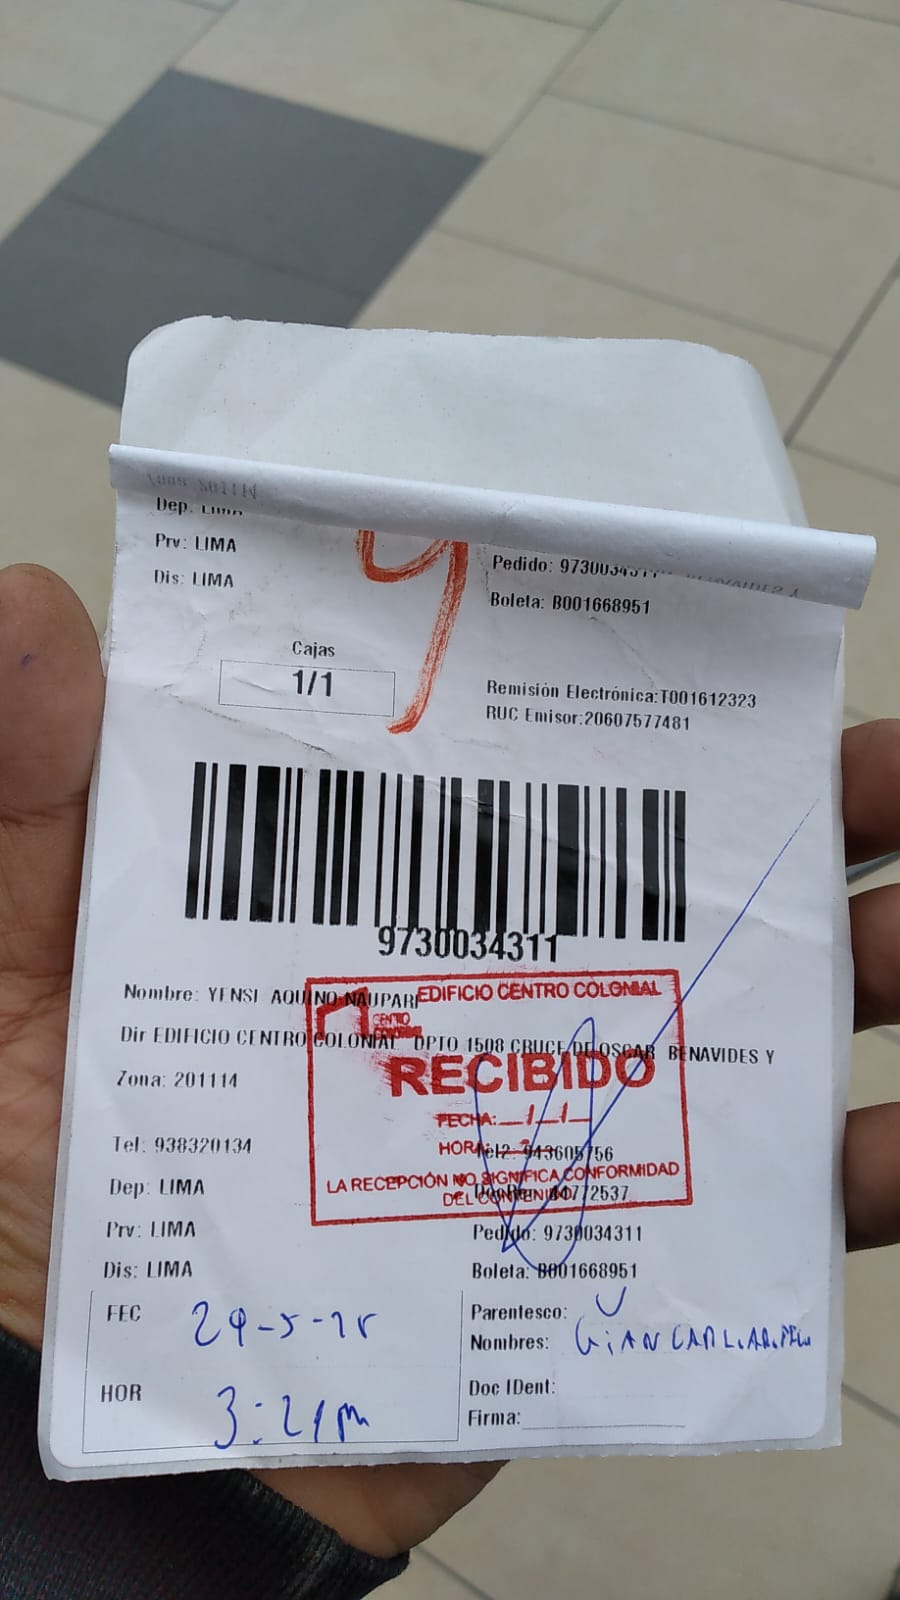 Dep. LIMA
Prv: LIMA
Dis: LIMA
Pedido: 9730034311
Boleta: B001668951
Cajas
1/1
Remisión Electrónica:T001612323
RUC Emisor:20607577481
9730034311
Nombre: YENSI AQUINO NAUPARI
Dir EDIFICIO CENTRO COLONIAL DPTO 1508 CRUCE DE OSCAR BENAVIDES Y
Zona: 201114
EDIFICIO CENTRO COLONIAL
CENTRO
RECIBIDO
FECHA:
HORA:
LA RECEPCIÓN NO SIGNIFICA CONFORMIDAD
DEL CONTENIDO
Tel: 938320134
Tel2: 943605756
Dep: LIMA
44772537
Prv: LIMA
Pedido: 9730034311
Dis: LIMA
Boleta: B001668951
FEC
Parentesco:
Nombres: GIAN
HOR
Doc IDent:
Firma: